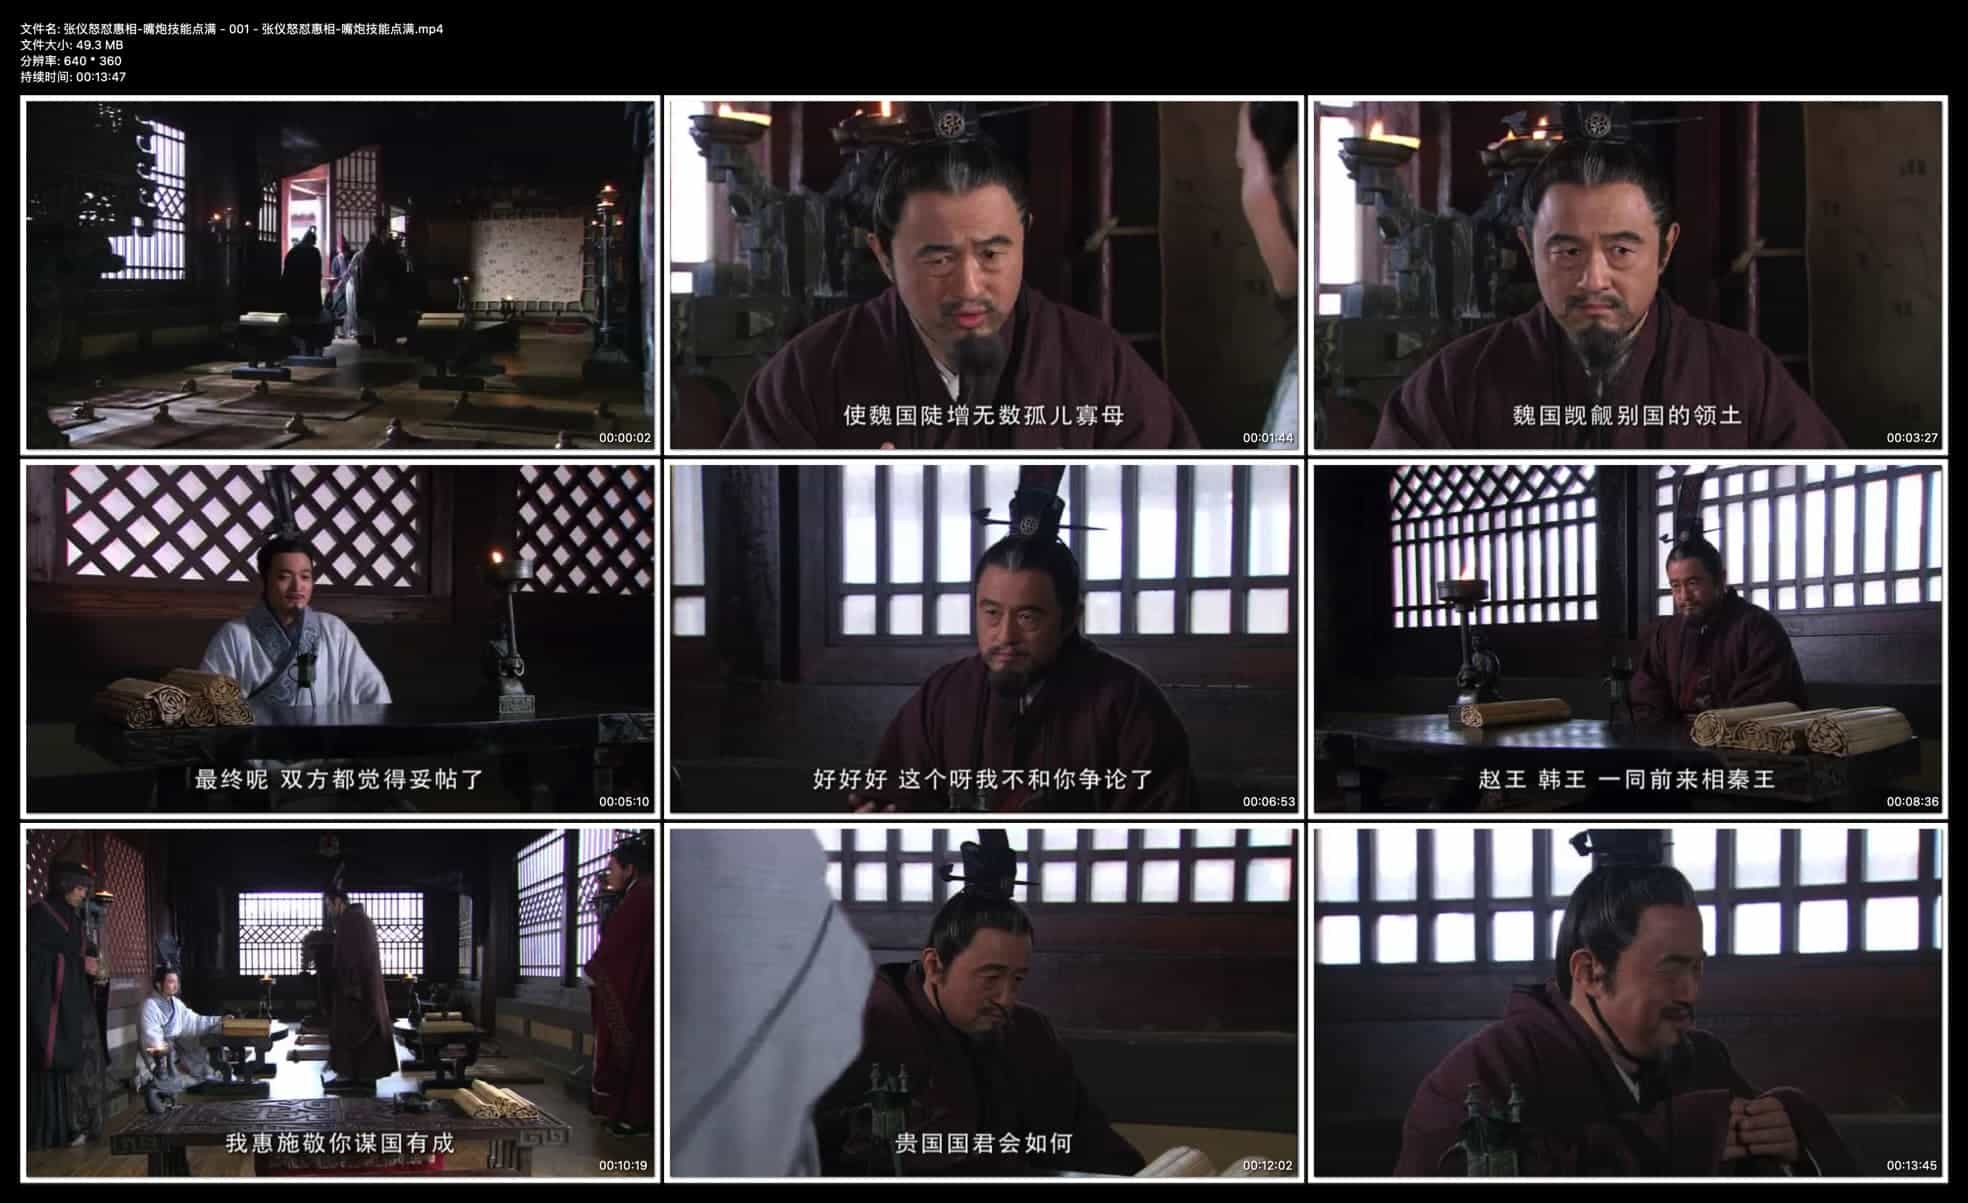 文件名: 张仪怒怼惠相-嘴炮技能点满 - 001 - 张仪怒怼惠相-嘴炮技能点满.mp4
文件大小: 49.3 MB
分辨率: 640 * 360
持续时间: 00:13:47
00:00:02
使魏国陡增无数孤儿寡母
00:01:44
魏国觊觎别国的领土
00:03:27
最终呢 双方都觉得妥帖了
00:05:10
好好好 这个呀我不和你争论了
00:06:53
赵王 韩王 一同前来相秦王
00:08:36
我惠施敬你谋国有成
00:10:19
贵国国君会如何
00:12:02
00:13:45